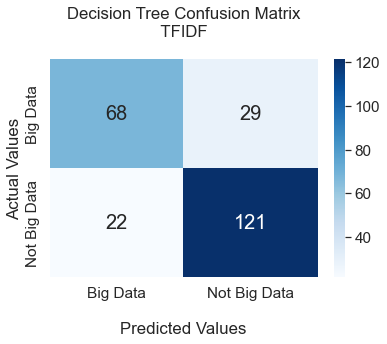 Decision Tree Confusion Matrix
TFIDF
Actual Values
Big Data
Not Big Data
68
29
22
121
Big Data
Not Big Data
Predicted Values
120
100
80
60
40